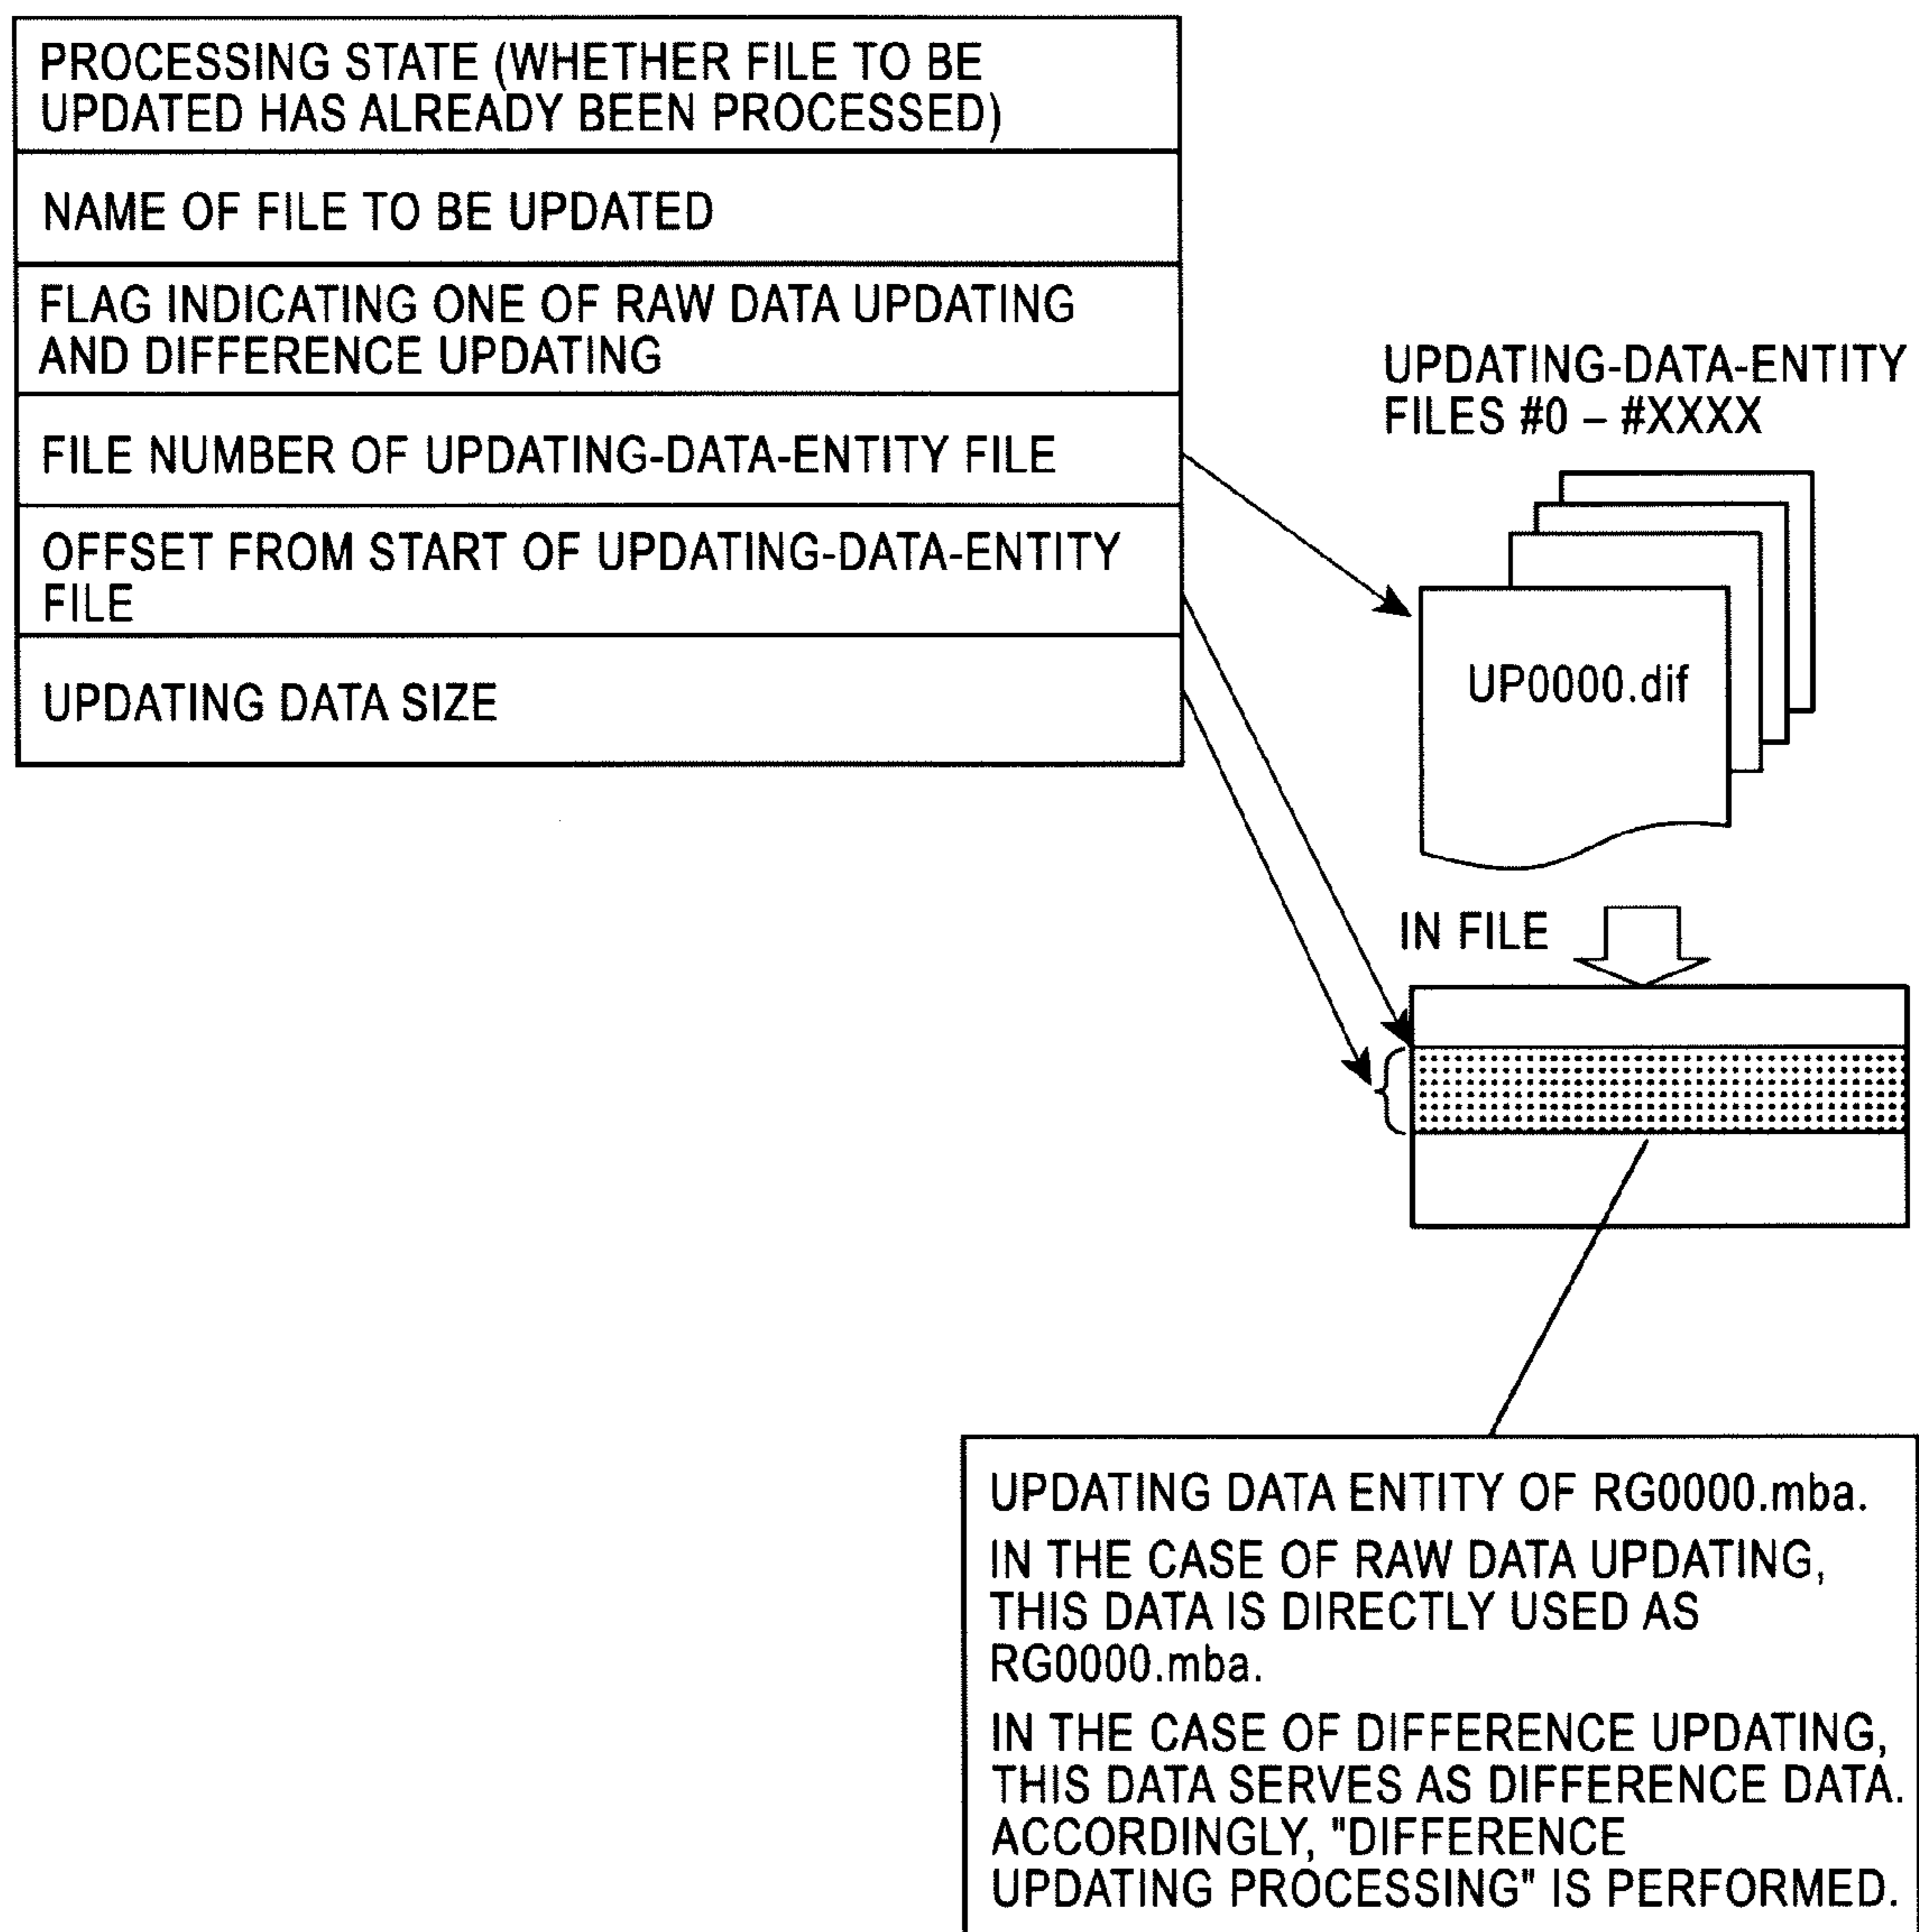 PROCESSING STATE (WHETHER FILE TO BE
UPDATED HAS ALREADY BEEN PROCESSED)
NAME OF FILE TO BE UPDATED
FLAG INDICATING ONE OF RAW DATA UPDATING
AND DIFFERENCE UPDATING
FILE NUMBER OF UPDATING-DATA-ENTITY FILE
OFFSET FROM START OF UPDATING-DATA-ENTITY
FILE
UPDATING DATA SIZE
UPDATING-DATA-ENTITY
FILES #0 – #XXXX
UP0000.dif
IN FILE
UPDATING DATA ENTITY OF RG0000.mba.
IN THE CASE OF RAW DATA UPDATING,
THIS DATA IS DIRECTLY USED AS
RG0000.mba.
IN THE CASE OF DIFFERENCE UPDATING,
THIS DATA SERVES AS DIFFERENCE DATA.
ACCORDINGLY, "DIFFERENCE
UPDATING PROCESSING" IS PERFORMED.